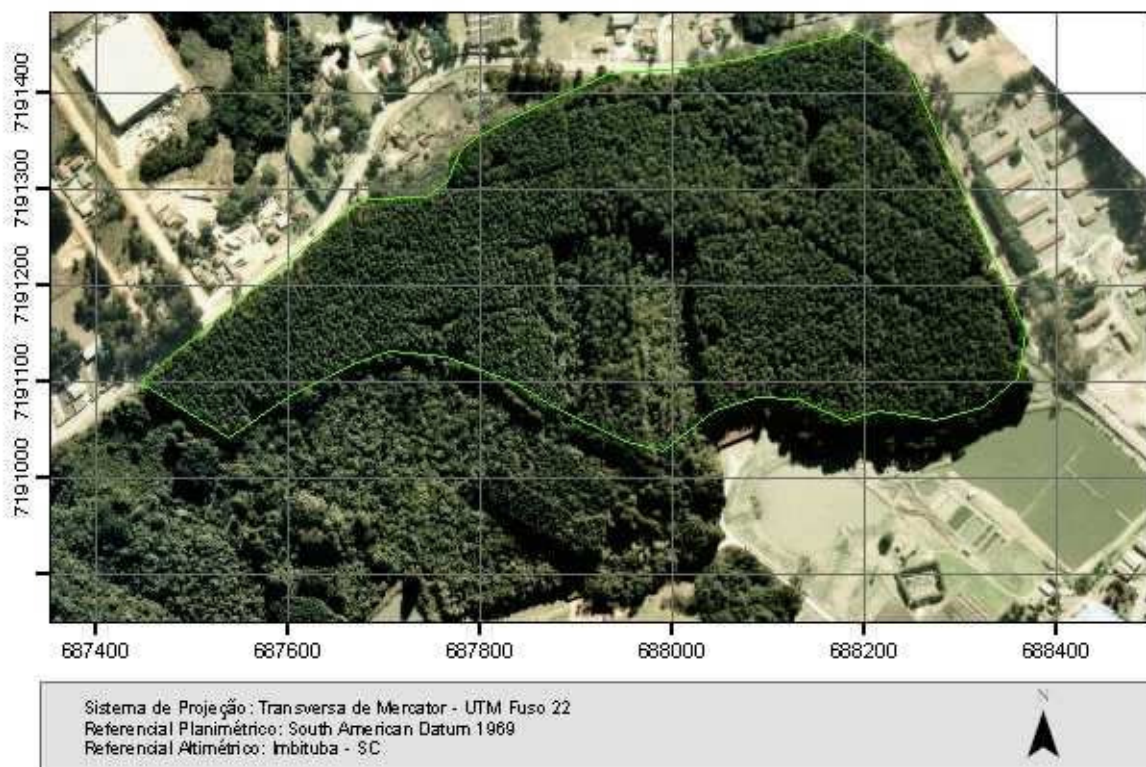 7191400
7191300
7191200
7191100
7191000
687400 687600 687800 688000 688200 688400
Sistema de Projeção: Transversa de Mercator - UTM Fuso 22
Referencial Planimétrico: South American Datum 1969
Referencial Altimétrico: Imbituba - SC
N